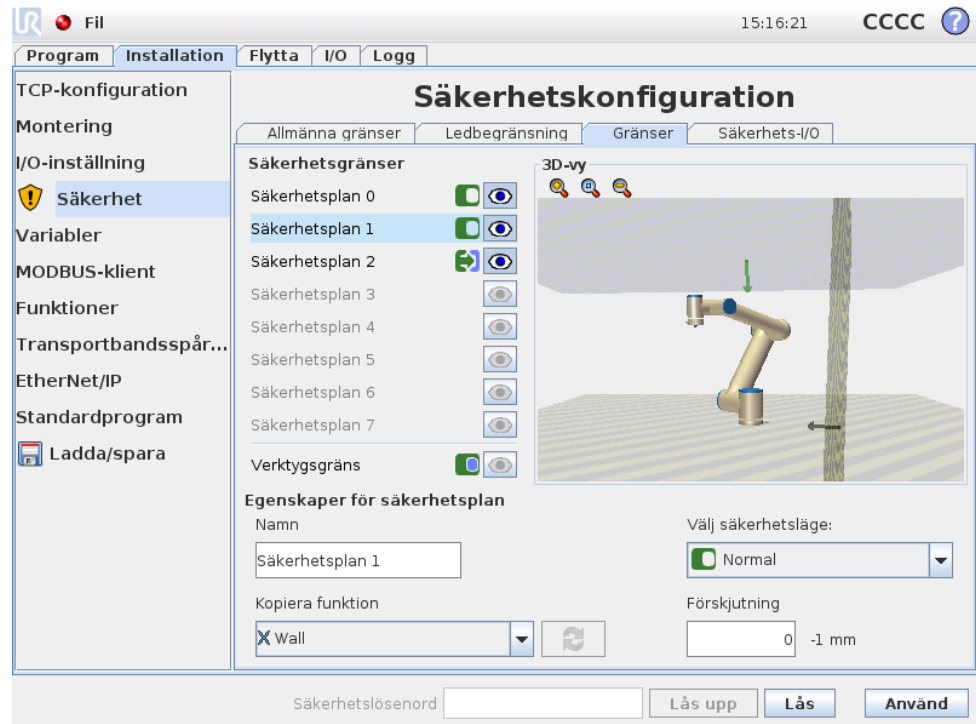 UR Fil 15:16:21 CCCC ?
Program Installation Flytta I/O Logg
TCP-konfiguration
Montering
I/O-inställning
Säkerhet
Variabler
MODBUS-klient
Funktioner
Transportbandsspår...
EtherNet/IP
Standardprogram
Ladda/spara
Säkerhetskonfiguration
Allmänna gränser Ledbegränsning Gränser Säkerhets-I/O
Säkerhetsgränser
Säkerhetsplan 0
Säkerhetsplan 1
Säkerhetsplan 2
Säkerhetsplan 3
Säkerhetsplan 4
Säkerhetsplan 5
Säkerhetsplan 6
Säkerhetsplan 7
Verktygsgräns
3D-vy
Egenskaper för säkerhetsplan
Namn
Säkerhetsplan 1
Välj säkerhetsläge:
Normal
Kopiera funktion
Wall
Förskjutning
0 -1 mm
Säkerhetslösenord Lås upp Lås Använd